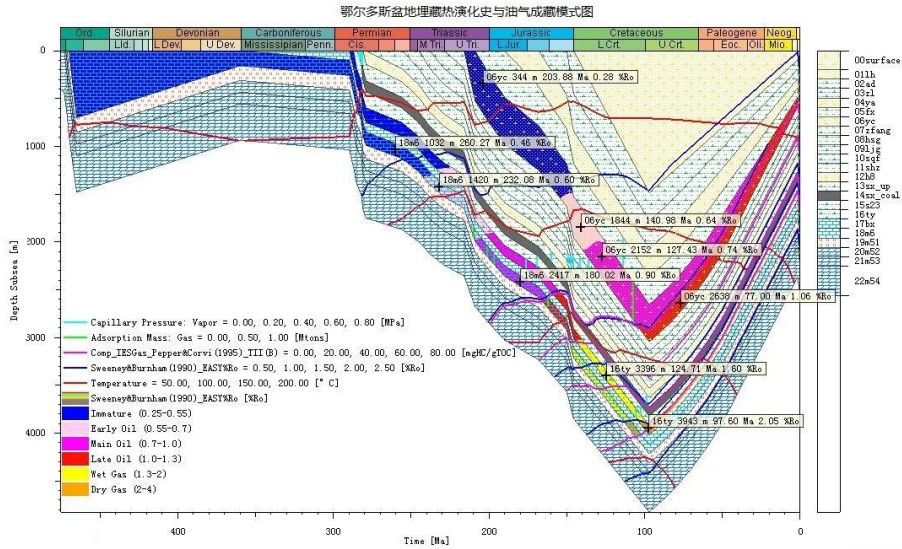 鄂尔多斯盆地埋藏热演化史与油气成藏模式图
Ord. Silurian Devonian Carboniferous Permian Triassic Jurassic Cretaceous Paleogene Neog.
Lld. L Dev. U Dev. Mississippian Penn. Cis. M Tri. U Tri. L Jur. L Crt. U Crt. Eoc. Oli. Mio.
0
1000
2000
3000
4000
Depth Subsea [m]
06yc 344 m 203.88 Ma 0.28 %Ro
18m6 1032 m 260.27 Ma 0.46 %Ro
18m6 1420 m 232.08 Ma 0.60 %Ro
06yc 1844 m 140.98 Ma 0.64 %Ro
06yc 2152 m 127.43 Ma 0.74 %Ro
18m6 2417 m 180.02 Ma 0.90 %Ro
06yc 2638 m 77.00 Ma 1.06 %Ro
16ty 3396 m 124.71 Ma 1.60 %Ro
16ty 3943 m 97.60 Ma 2.05 %Ro
Capillary Pressure: Vapor = 0.00, 0.20, 0.40, 0.60, 0.80 [MPa]
Adsorption Mass: Gas = 0.00, 0.50, 1.00 [Mtons]
Comp_IESGas_Pepper&Corvi(1995)_TII(B) = 0.00, 20.00, 40.00, 60.00, 80.00 [mgHC/gTOC]
Sweeney&Burnham(1990)_EASY%Ro = 0.50, 1.00, 1.50, 2.00, 2.50 [%Ro]
Temperature = 50.00, 100.00, 150.00, 200.00 [°C]
Sweeney&Burnham(1990)_EASY%Ro [%Ro]
Immature (0.25-0.55)
Early Oil (0.55-0.7)
Main Oil (0.7-1.0)
Late Oil (1.0-1.3)
Wet Gas (1.3-2)
Dry Gas (2-4)
400
300
200
100
0
Time [Ma]
00surface
01lh
02ad
03zl
04ya
05fx
06yc
07zfang
08hsg
09ljg
10sqf
11shz
12h8
13sx_up
14sx_coal
15s23
16ty
17bx
18m6
19m51
20m52
21m53
22m54